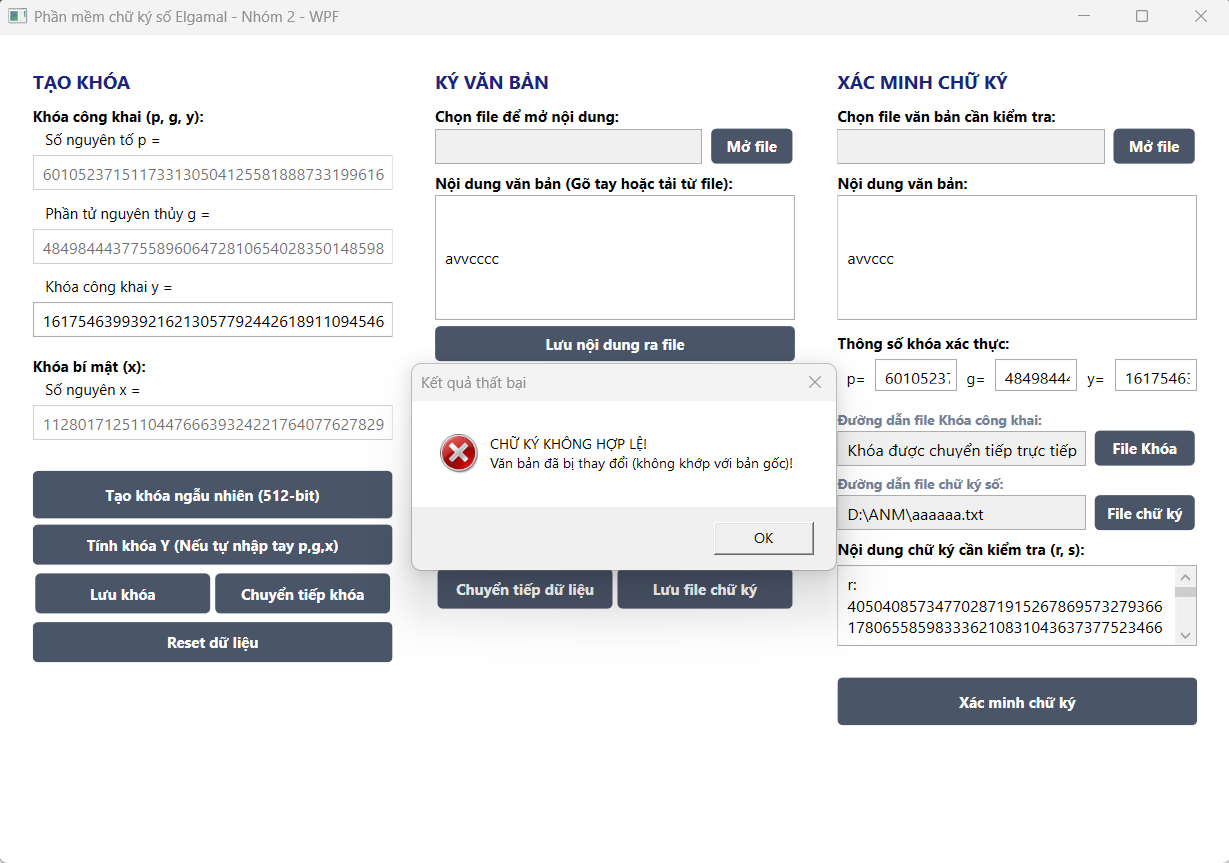 Phần mềm chữ ký số Elgamal - Nhóm 2 - WPF
TẠO KHÓA
Khóa công khai (p, g, y):
Số nguyên tố p =
60105237151173313050412558188873319961​6
Phần tử nguyên thủy g =
48498444377558960647281065402835014859​8
Khóa công khai y =
16175463993921621305779244261891109454​6
Khóa bí mật (x):
Số nguyên x =
11280171251104476663932422176407762782​9
Tạo khóa ngẫu nhiên (512-bit)
Tính khóa Y (Nếu tự nhập tay p,g,x)
Lưu khóa
Chuyển tiếp khóa
Reset dữ liệu
KÝ VĂN BẢN
Chọn file để mở nội dung:
Mở file
Nội dung văn bản (Gõ tay hoặc tải từ file):
avvcccc
Lưu nội dung ra file
Chuyển tiếp dữ liệu
Lưu file chữ ký
Kết quả thất bại
CHỮ KÝ KHÔNG HỢP LỆ!
Văn bản đã bị thay đổi (không khớp với bản gốc)!
OK
XÁC MINH CHỮ KÝ
Chọn file văn bản cần kiểm tra:
Mở file
Nội dung văn bản:
avvccc
Thông số khóa xác thực:
p= 6010523 g= 4849844 y= 1617546
Đường dẫn file Khóa công khai:
Khóa được chuyển tiếp trực tiếp
File Khóa
Đường dẫn file chữ ký số:
D:\ANM\aaaaaa.txt
File chữ ký
Nội dung chữ ký cần kiểm tra (r, s):
r:
4050408573477028719152678695732793​66
1780655859833362108310436373775234​66
Xác minh chữ ký